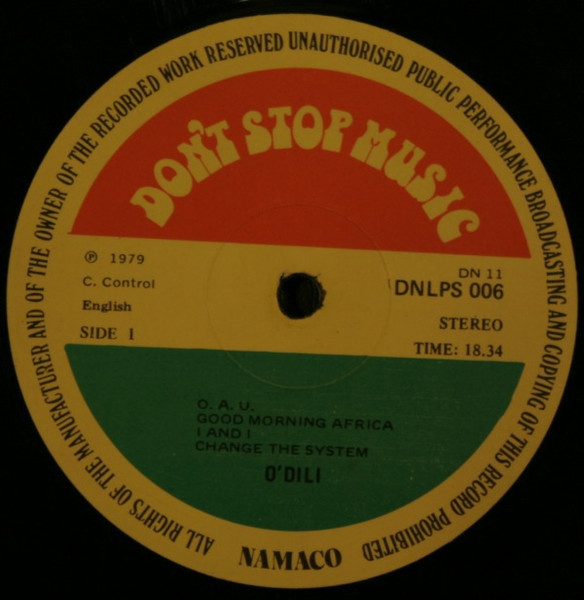 ALL RIGHTS OF THE MANUFACTURER AND OF THE OWNER OF THE RECORDED WORK RESERVED UNAUTHORISED PUBLIC PERFORMANCE BROADCASTING AND COPYING OF THIS RECORD PROHIBITED
DON'T STOP MUSIC
℗ 1979
C. Control
English
SIDE 1
DN 11
DNLPS 006
STEREO
TIME: 18.34
O. A. U.
GOOD MORNING AFRICA
I AND I
CHANGE THE SYSTEM
O'DILI
NAMACO